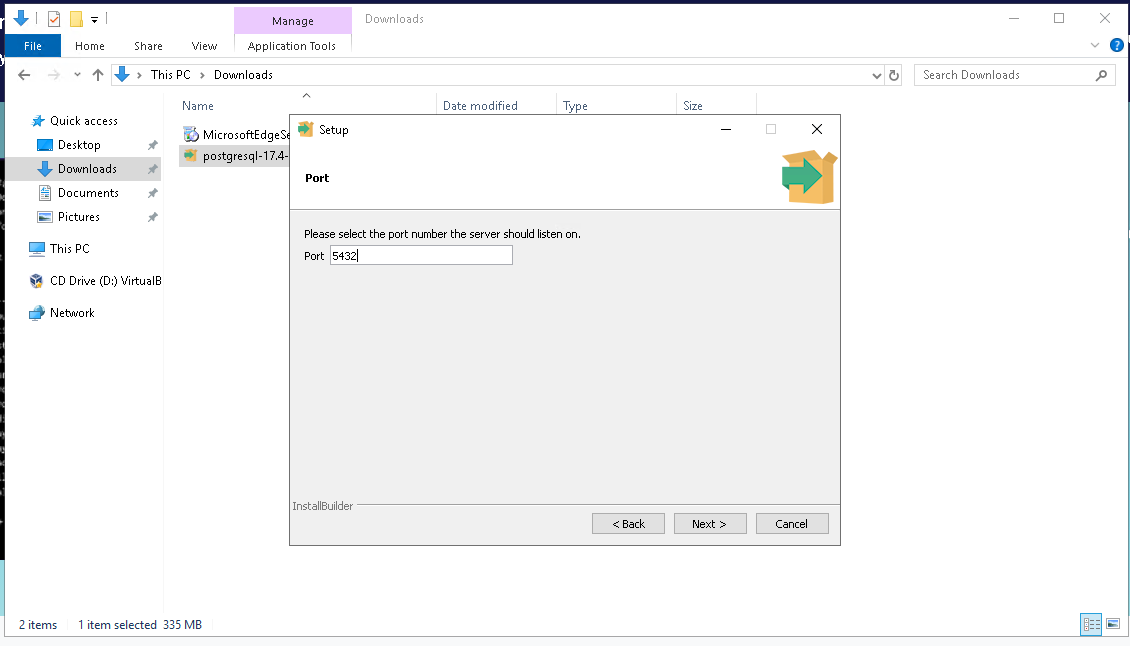 Manage Downloads
File Home Share View Application Tools
This PC > Downloads Search Downloads
Name Date modified Type Size
Quick access
Desktop
Downloads
Documents
Pictures
This PC
CD Drive (D:) VirtualB
Network
MicrosoftEdgeSe
postgresql-17.4-
Setup
Port
Please select the port number the server should listen on.
Port 5432
InstallBuilder
< Back Next > Cancel
2 items 1 item selected 335 MB